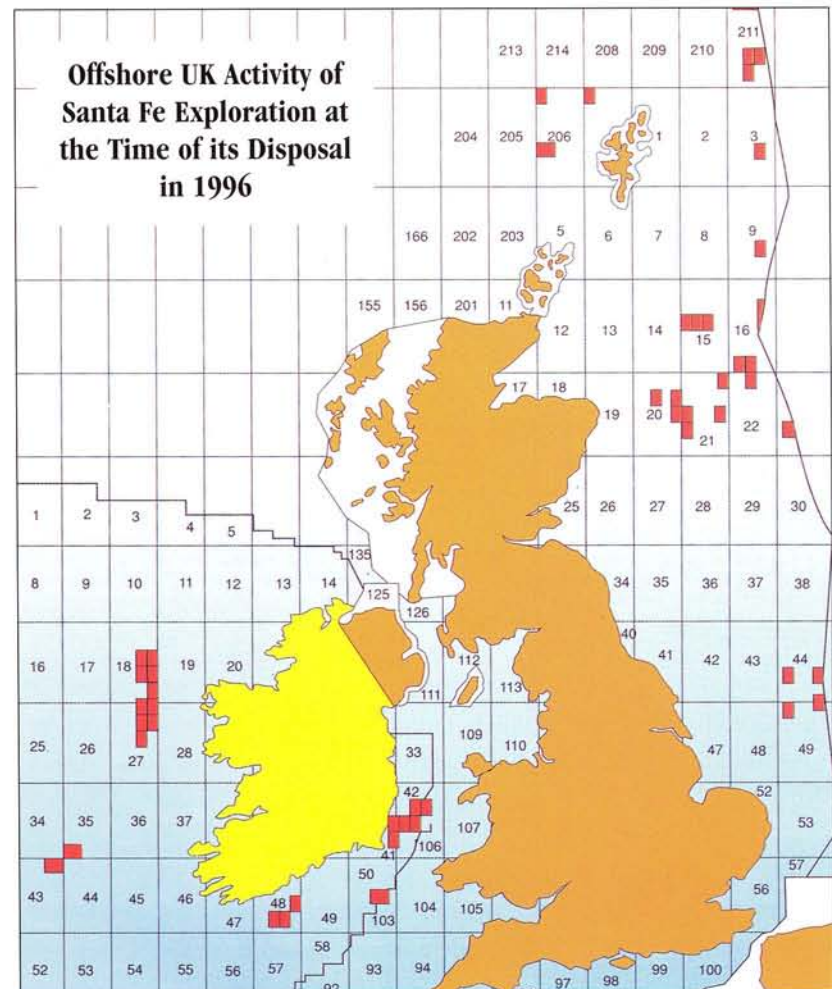 Offshore UK Activity of
Santa Fe Exploration at
the Time of its Disposal
in 1996
211
213 214 208 209 210
204 205 206 1 2 3
166 202 203 5 6 7 8 9
155 156 201 11 12 13 14 15 16
17 18 19 20 21 22
1 2 3 4 5 25 26 27 28 29 30
135
8 9 10 11 12 13 14 125 126 34 35 36 37 38
16 17 18 19 20 111 112 113 40 41 42 43 44
25 26 27 28 33 109 110 47 48 49
34 35 36 37 41 42 106 107 52 53
57
43 44 45 46 47 48 49 50 103 104 105 56
58
52 53 54 55 56 57 92 93 94 97 98 99 100